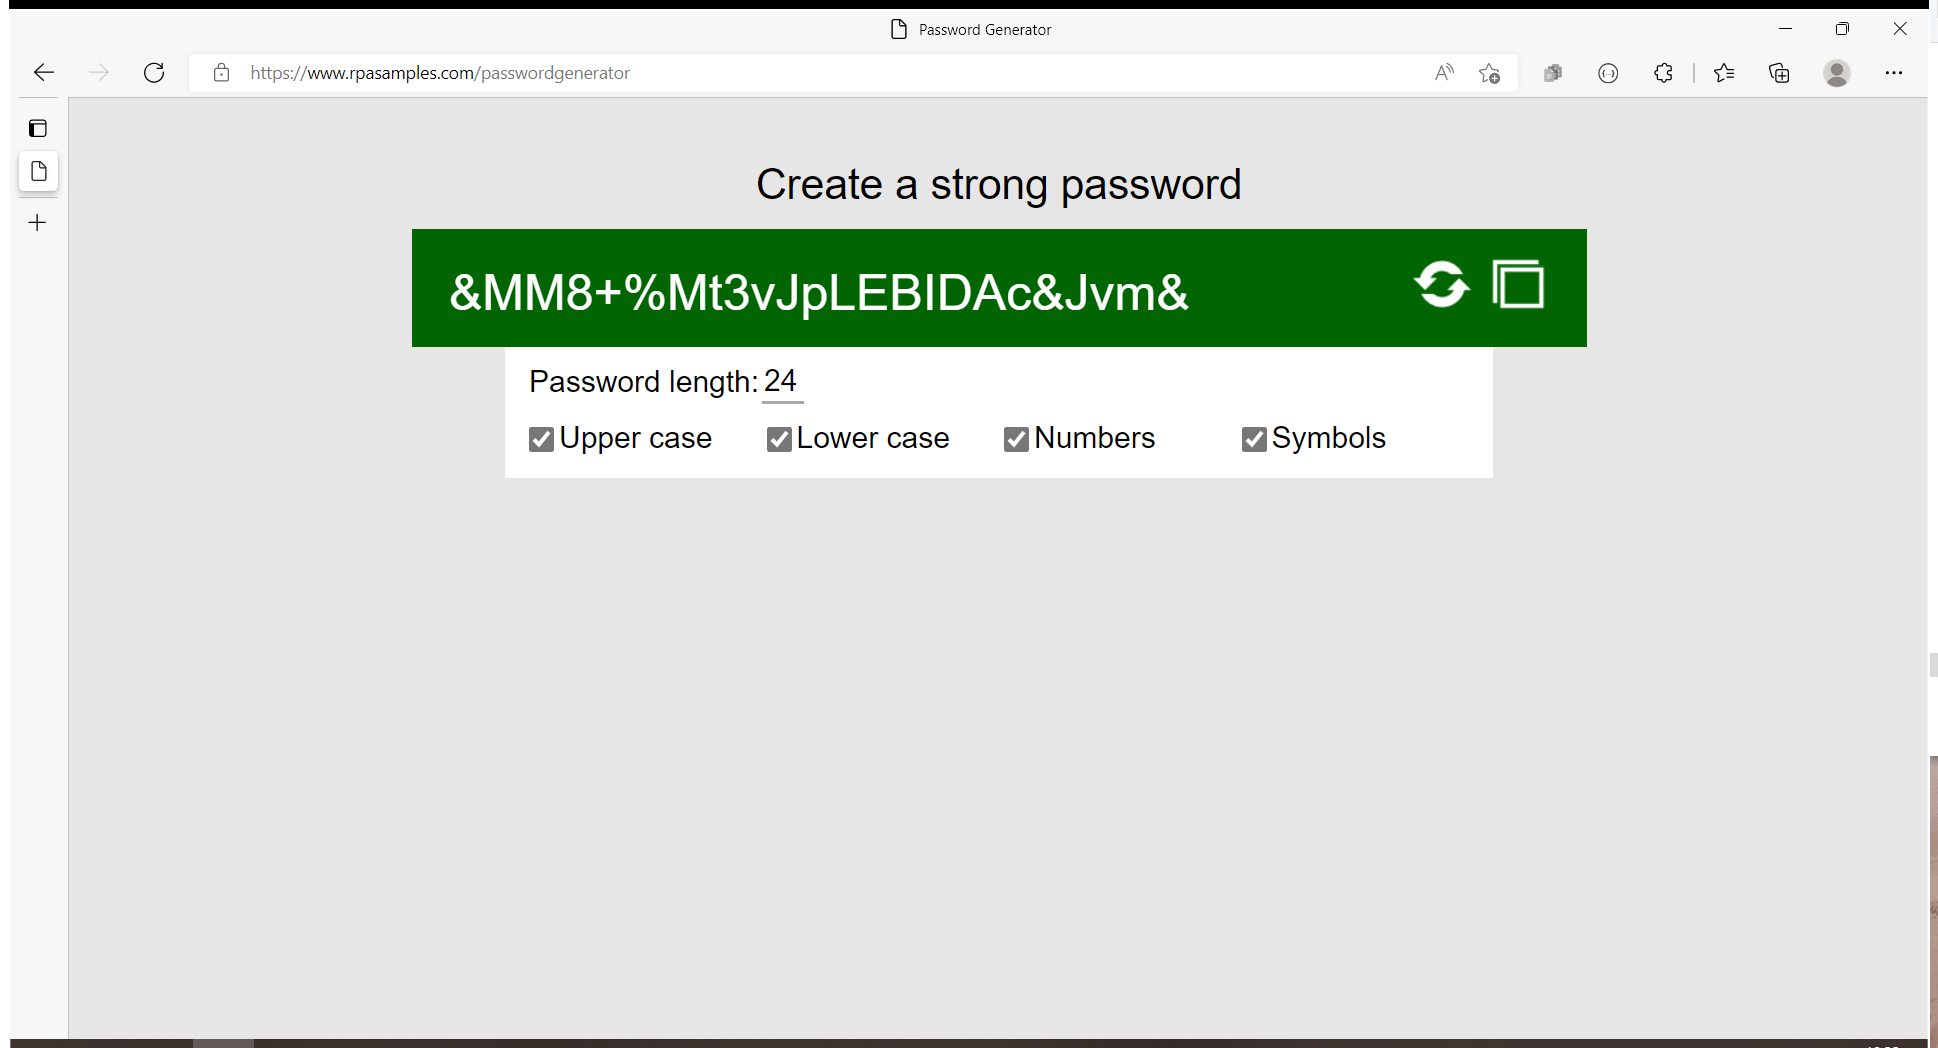 Password Generator
https://www.rpasamples.com/passwordgenerator
Create a strong password
&MM8+%Mt3vJpLEBIDAc&Jvm&
Password length: 24
Upper case Lower case Numbers Symbols